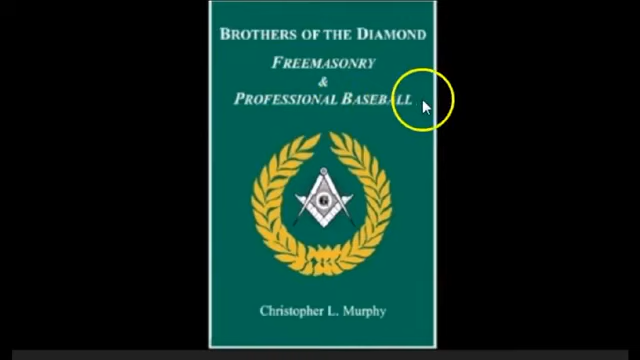 BROTHERS OF THE DIAMOND
FREEMASONRY
&
PROFESSIONAL BASEBALL
G
Christopher L. Murphy